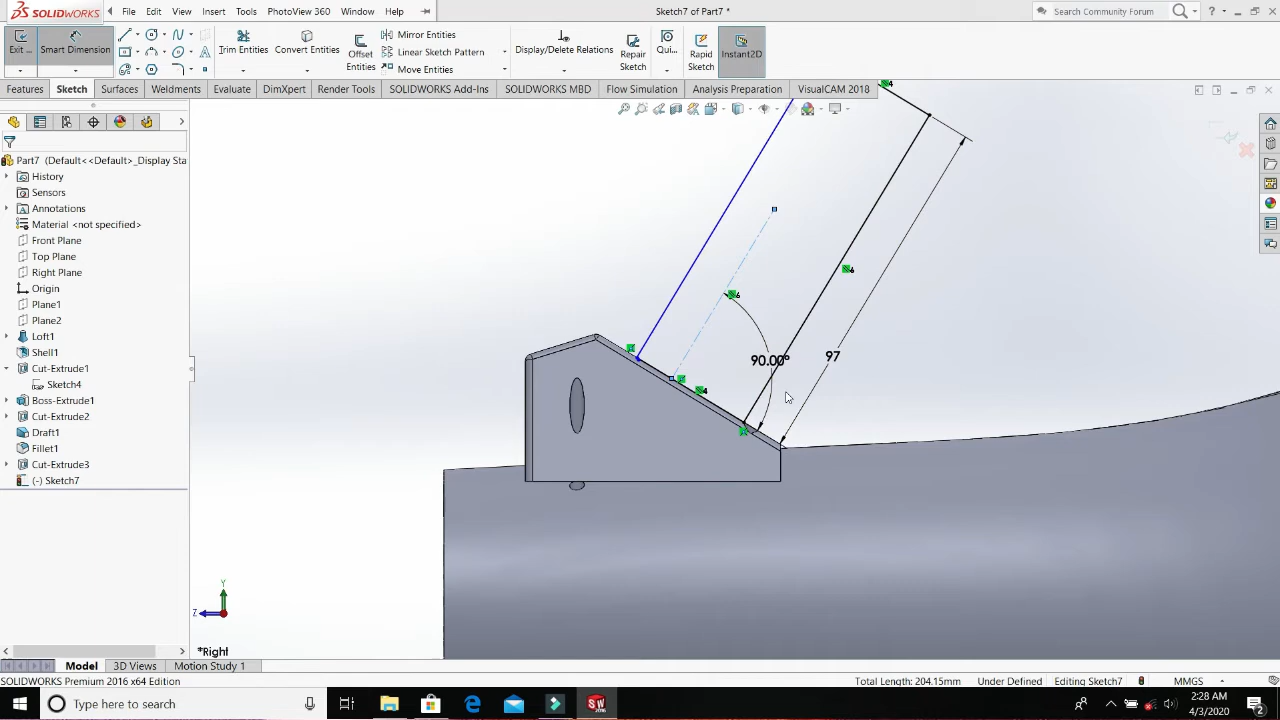 SOLIDWORKS
File Edit View Insert Tools PhotoView 360 Window Help
Sketch7 of Part7 *
Search Community Forum
Exit ...
Smart Dimension
Trim Entities
Convert Entities
Offset Entities
Mirror Entities
Linear Sketch Pattern
Move Entities
Display/Delete Relations
Repair Sketch
Qui...
Rapid Sketch
Instant2D
Features Sketch Surfaces Weldments Evaluate DimXpert Render Tools SOLIDWORKS Add-Ins SOLIDWORKS MBD Flow Simulation Analysis Preparation VisualCAM 2018
Part7 (Default<<Default>_Display Sta
History
Sensors
Annotations
Material <not specified>
Front Plane
Top Plane
Right Plane
Origin
Plane1
Plane2
Loft1
Shell1
Cut-Extrude1
Sketch4
Boss-Extrude1
Cut-Extrude2
Draft1
Fillet1
Cut-Extrude3
(-) Sketch7
4
6
6
90.00°
97
4
Y
Z
*Right
Model 3D Views Motion Study 1
SOLIDWORKS Premium 2016 x64 Edition
Total Length: 204.15mm Under Defined Editing Sketch7 MMGS
Type here to search
2:28 AM
4/3/2020
2